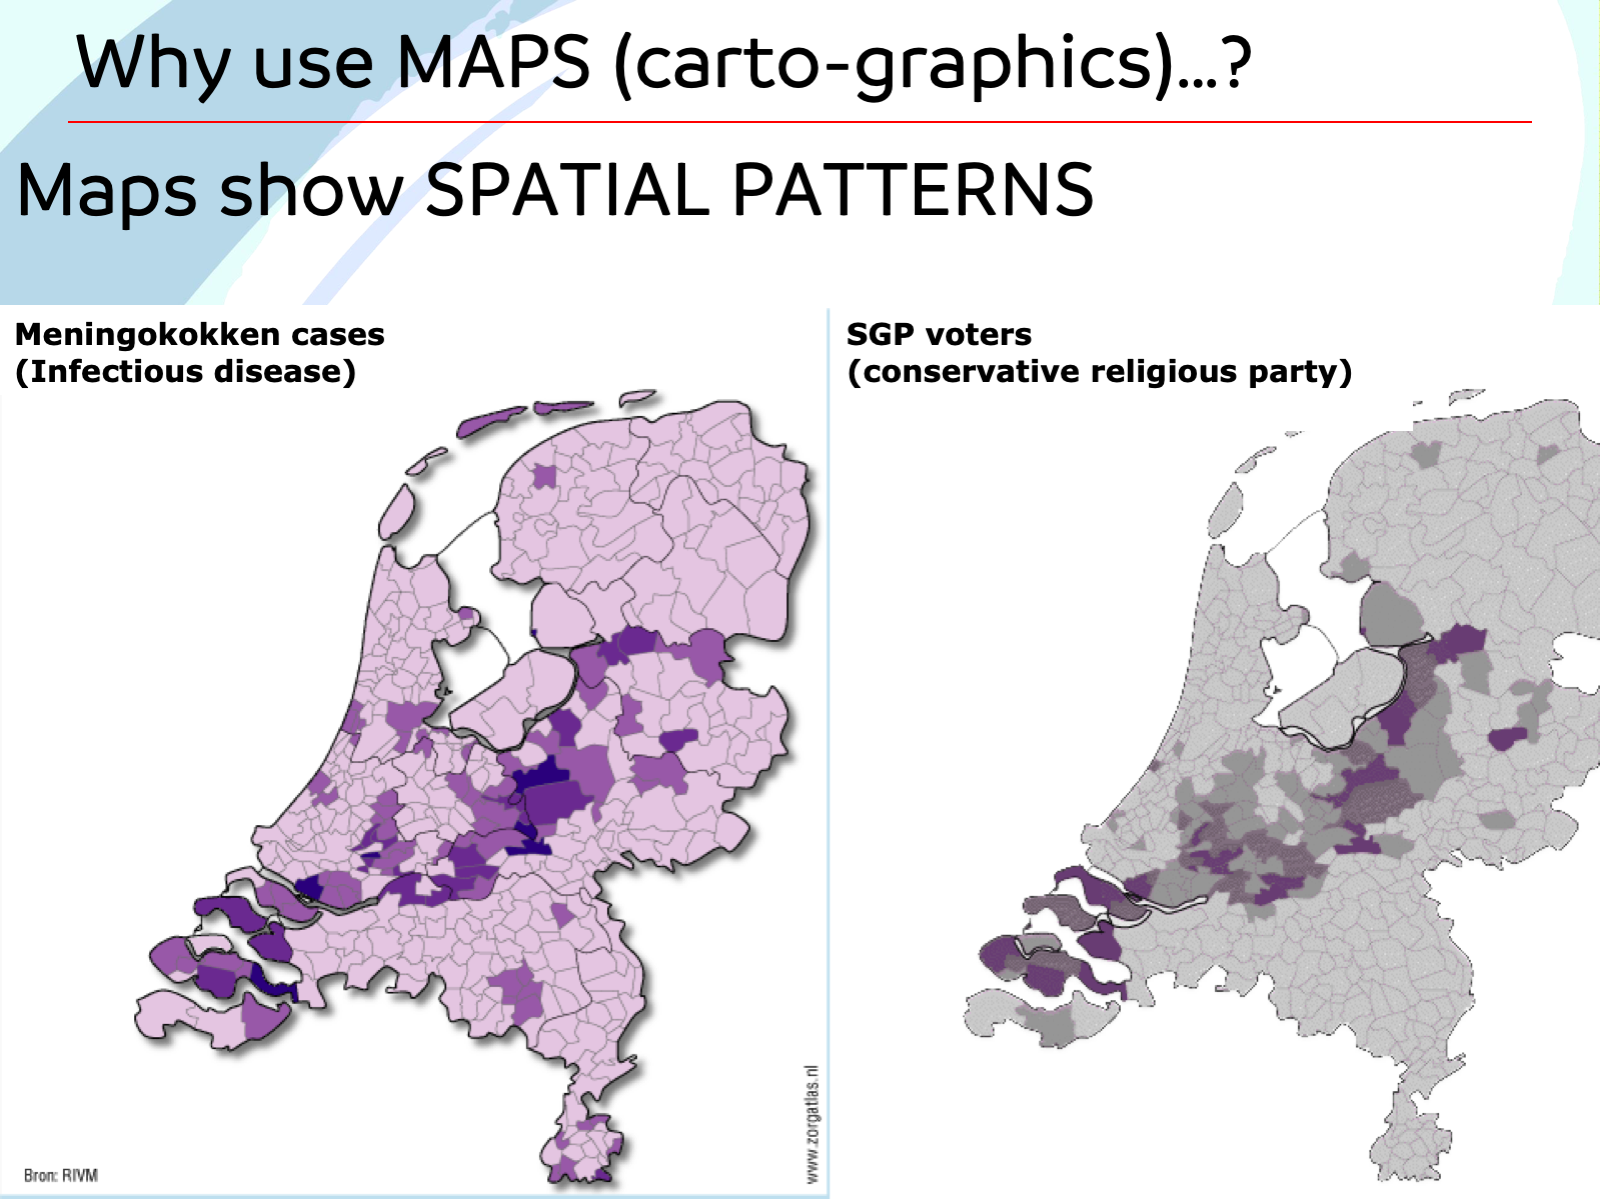 Why use MAPS (carto-graphics)...?
Maps show SPATIAL PATTERNS
Meningokokken cases
(Infectious disease)
SGP voters
(conservative religious party)
www.zorgatlas.nl
Bron: RIVM